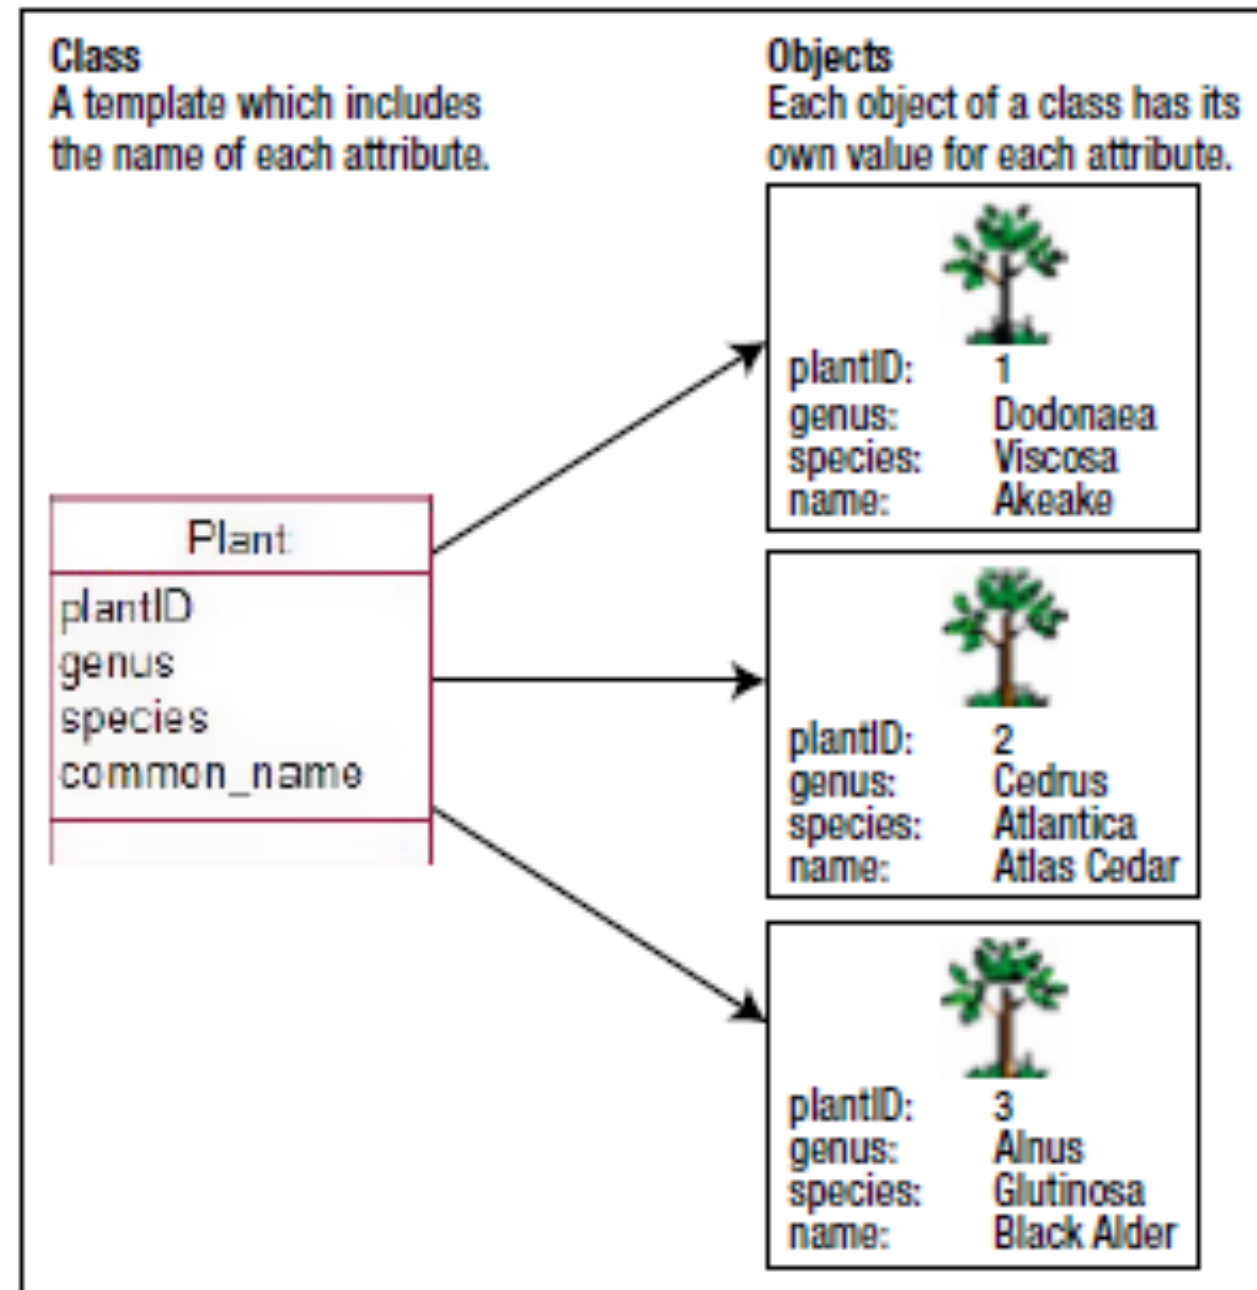 Class
A template which includes
the name of each attribute.
Objects
Each object of a class has its
own value for each attribute.
Plant
plantID
genus
species
common_name
plantID: 1
genus: Dodonaea
species: Viscosa
name: Akeake
plantID: 2
genus: Cedrus
species: Atlantica
name: Atlas Cedar
plantID: 3
genus: Alnus
species: Glutinosa
name: Black Alder